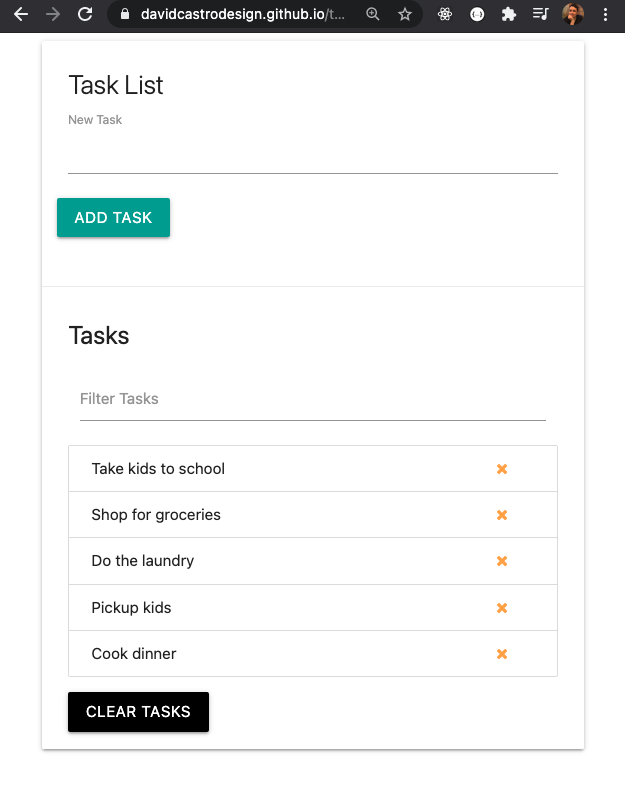 davidcastrodesign.github.io/t...
Task List
New Task
ADD TASK
Tasks
Filter Tasks
Take kids to school
Shop for groceries
Do the laundry
Pickup kids
Cook dinner
CLEAR TASKS